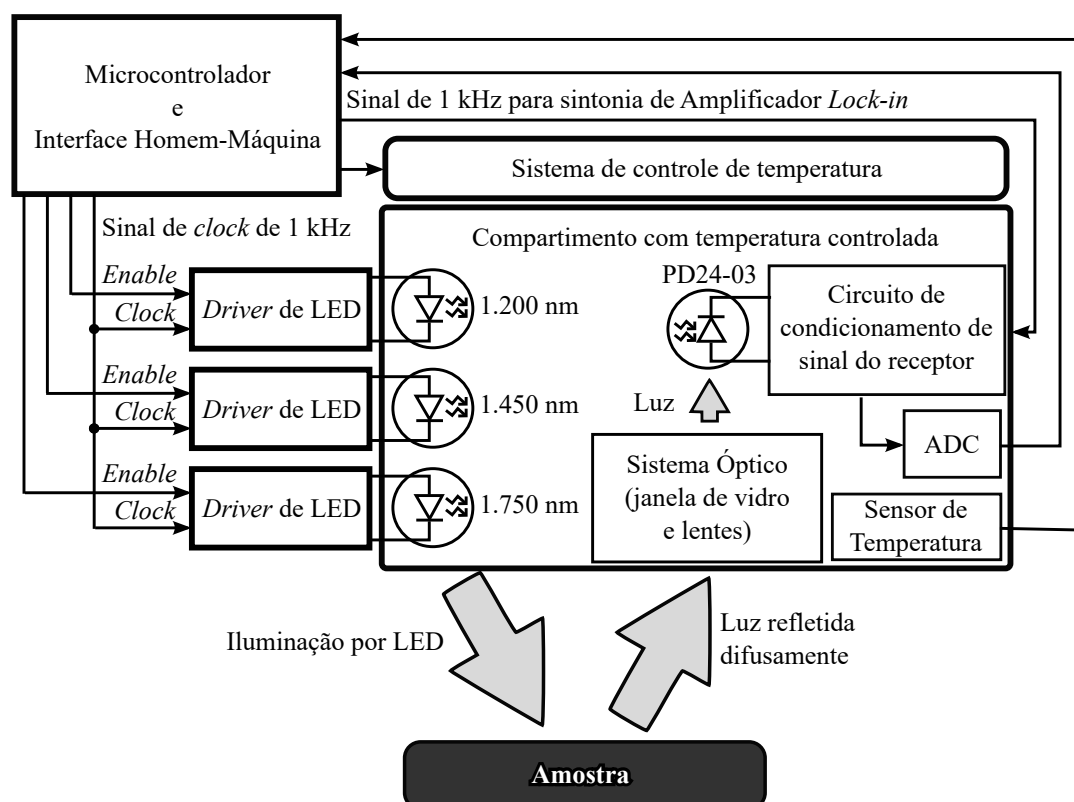 Microcontrolador
e
Interface Homem-Máquina
Sinal de 1 kHz para sintonia de Amplificador Lock-in
Sistema de controle de temperatura
Sinal de clock de 1 kHz
Compartimento com temperatura controlada
Enable
Clock
Driver de LED
1.200 nm
PD24-03
Circuito de
condicionamento de
sinal do receptor
Enable
Clock
Driver de LED
1.450 nm
Luz
ADC
Enable
Clock
Driver de LED
1.750 nm
Sistema Óptico
(janela de vidro
e lentes)
Sensor de
Temperatura
Iluminação por LED
Luz refletida
difusamente
Amostra